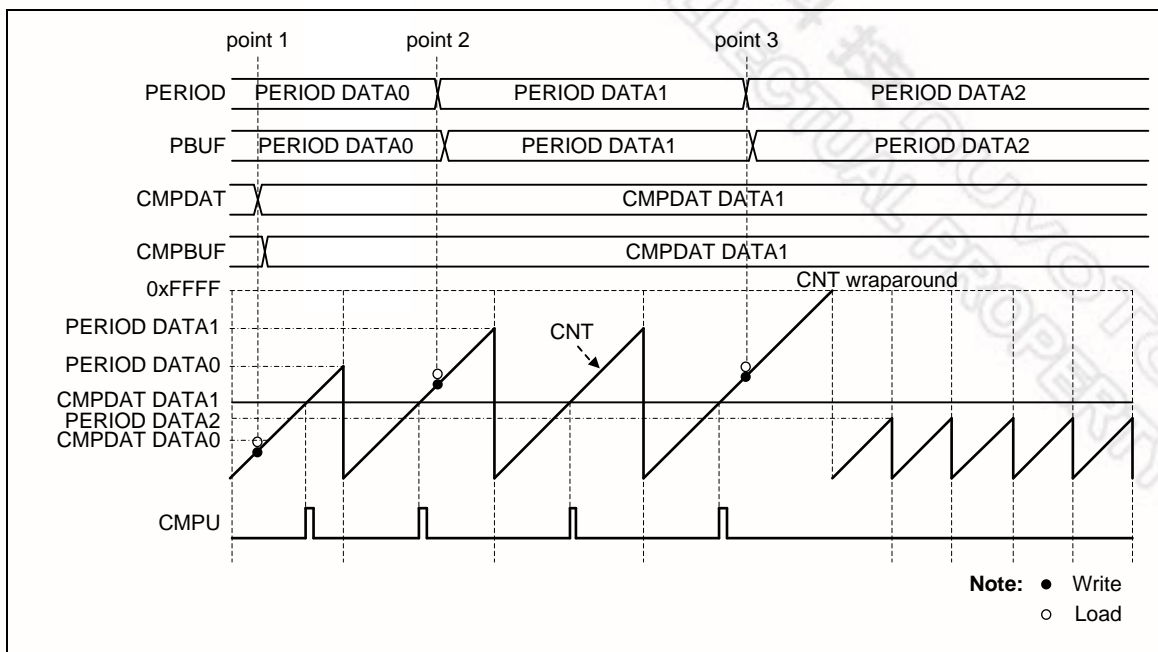 point 1 point 2 point 3
PERIOD PERIOD DATA0 PERIOD DATA1 PERIOD DATA2
PBUF PERIOD DATA0 PERIOD DATA1 PERIOD DATA2
CMPDAT CMPDAT DATA1
CMPBUF CMPDAT DATA1
0xFFFF CNT wraparound
PERIOD DATA1 CNT
PERIOD DATA0
CMPDAT DATA1
PERIOD DATA2
CMPDAT DATA0
CMPU
Note: ● Write
○ Load